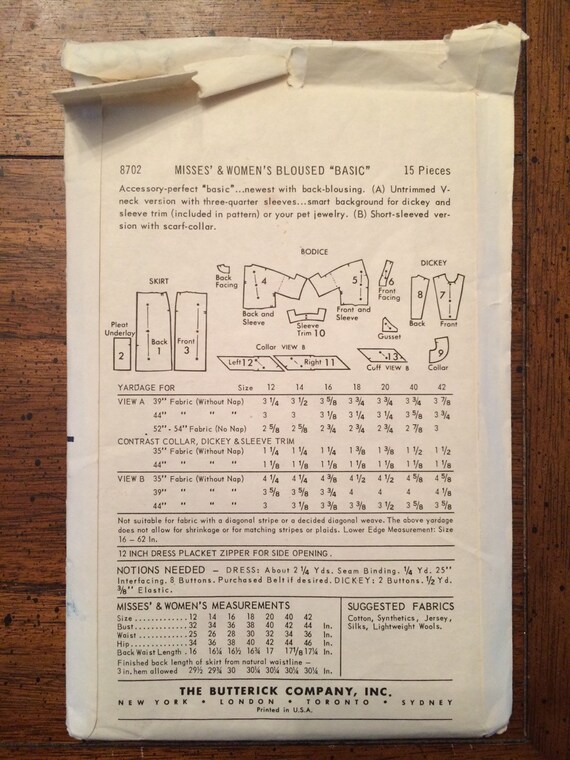 8702 MISSES' & WOMEN'S BLOUSED "BASIC" 15 Pieces
Accessory-perfect "basic"...newest with back-blousing. (A) Untrimmed V-
neck version with three-quarter sleeves...smart background for dickey and
sleeve trim (included in pattern) or your pet jewelry. (B) Short-sleeved ver-
sion with scarf-collar.
BODICE
SKIRT
DICKEY
Back Facing
4
Back and Sleeve
5
Front and Sleeve
6
Front Facing
8
Back
7
Front
Pleat Underlay
2
Back
1
Front
3
Sleeve Trim 10
Gusset
9
Collar
Collar VIEW B
Left 12
Right 11
13
Cuff VIEW B
YARDAGE FOR Size 12 14 16 18 20 40 42
VIEW A 39" Fabric (Without Nap) 3 1/4 3 1/2 3 5/8 3 3/4 3 3/4 3 3/4 3 7/8
44" " " " 3 3 3 1/8 3 1/4 3 1/2 3 5/8 3 3/4
52" - 54" Fabric (No Nap) 2 5/8 2 5/8 2 3/4 2 3/4 2 3/4 2 7/8 3
CONTRAST COLLAR, DICKEY & SLEEVE TRIM
35" Fabric (Without Nap) 1 1/4 1 1/4 1 3/8 1 3/8 1 3/8 1 1/2 1 1/2
44" " " " 1 1/8 1 1/8 1 1/8 1 1/8 1 1/8 1 1/8 1 1/8
VIEW B 35" Fabric (Without Nap) 4 1/4 4 1/4 4 3/8 4 1/2 4 1/2 4 5/8 4 5/8
39" " " " 3 5/8 3 5/8 3 3/4 4 4 4 4 1/8
44" " " " 3 1/8 3 3 3/8 3 3/8 3 1/2 3 5/8 3 5/8
Not suitable for fabric with a diagonal stripe or a decided diagonal weave. The above yardage
does not allow for shrinkage or for matching stripes or plaids. Lower Edge Measurement: Size
16 - 62 In.
12 INCH DRESS PLACKET ZIPPER FOR SIDE OPENING.
NOTIONS NEEDED - DRESS: About 2 1/4 Yds. Seam Binding. 1/4 Yd. 25"
Interfacing. 8 Buttons. Purchased Belt if desired. DICKEY: 2 Buttons. 1/2 Yd.
3/8" Elastic.
MISSES' & WOMEN'S MEASUREMENTS
Size 12 14 16 18 20 40 42
Bust 32 34 36 38 40 42 44 In.
Waist 25 26 28 30 32 34 36 In.
Hip 34 36 38 40 42 44 46 In.
Back Waist Length 16 16 1/4 16 1/2 16 3/4 17 17 1/8 17 1/4 In.
Finished back length of skirt from natural waistline -
3 in. hem allowed 29 1/2 29 3/4 30 30 1/4 30 1/4 30 1/4 30 1/4 In.
SUGGESTED FABRICS
Cotton, Synthetics, Jersey,
Silks, Lightweight Wools.
THE BUTTERICK COMPANY, INC.
NEW YORK • LONDON • TORONTO • SYDNEY
Printed in U.S.A.